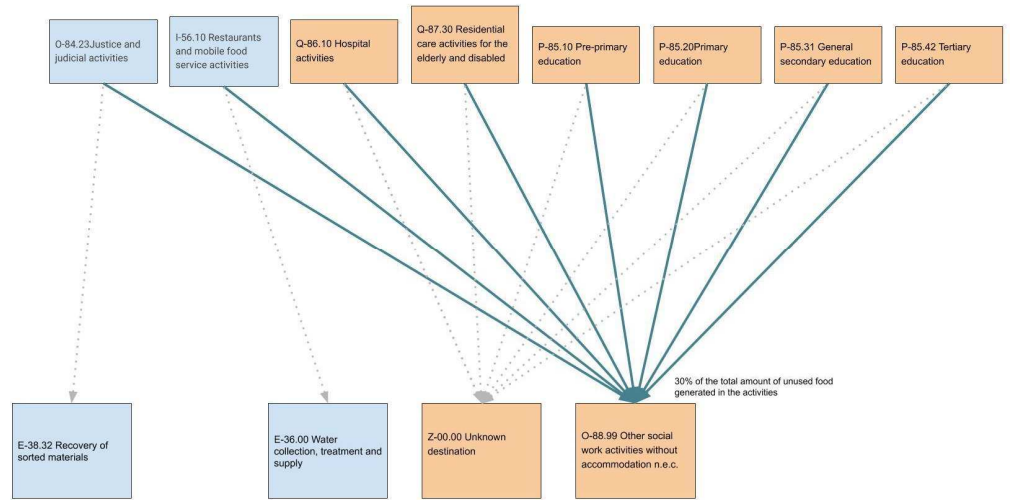 O-84.23Justice and
judicial activities
I-56.10 Restaurants
and mobile food
service activities
Q-86.10 Hospital
activities
Q-87.30 Residential
care activities for the
elderly and disabled
P-85.10 Pre-primary
education
P-85.20Primary
education
P-85.31 General
secondary education
P-85.42 Tertiary
education
30% of the total amount of unused food
generated in the activities
E-38.32 Recovery of
sorted materials
E-36.00 Water
collection, treatment and
supply
Z-00.00 Unknown
destination
O-88.99 Other social
work activities without
accommodation n.e.c.